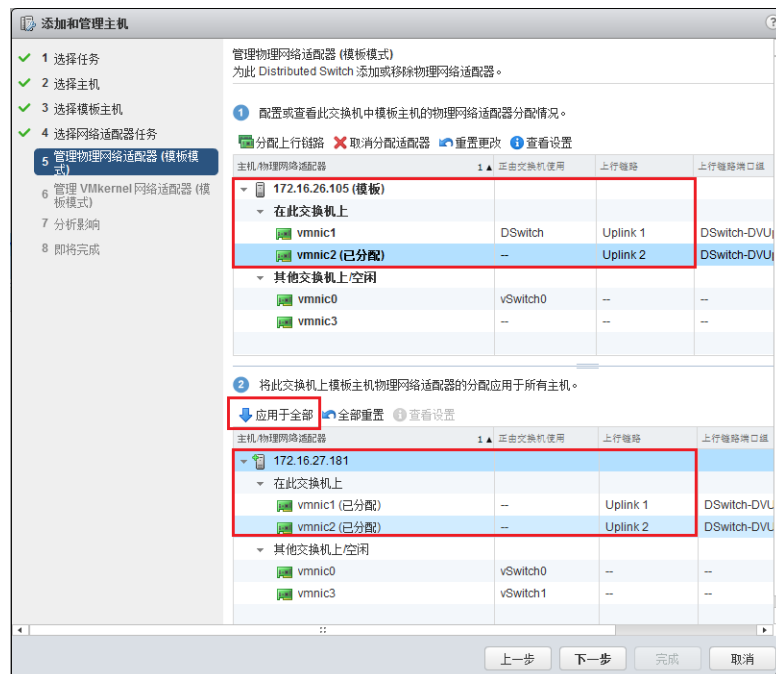 添加和管理主机
1 选择任务
2 选择主机
3 选择模板主机
4 选择网络适配器任务
5 管理物理网络适配器 (模板模
式)
6 管理 VMkernel 网络适配器 (模
板模式)
7 分析影响
8 即将完成
管理物理网络适配器 (模板模式)
为此 Distributed Switch 添加或移除物理网络适配器。
1 配置或查看此交换机中模板主机的物理网络适配器分配情况。
分配上行链路 取消分配适配器 重置更改 查看设置
主机/物理网络适配器 1▲ 正由交换机使用 上行链路 上行链路端口组
172.16.26.105 (模板)
在此交换机上
vmnic1 DSwitch Uplink 1 DSwitch-DVUp
vmnic2 (已分配) -- Uplink 2 DSwitch-DVUp
其他交换机上/空闲
vmnic0 vSwitch0 -- --
vmnic3 -- -- --
2 将此交换机上模板主机物理网络适配器的分配应用于所有主机。
应用于全部 全部重置 查看设置
主机/物理网络适配器 1▲ 正由交换机使用 上行链路 上行链路端口组
172.16.27.181
在此交换机上
vmnic1 (已分配) -- Uplink 1 DSwitch-DVU
vmnic2 (已分配) -- Uplink 2 DSwitch-DVU
其他交换机上/空闲
vmnic0 vSwitch0 -- --
vmnic3 vSwitch1 -- --
上一步 下一步 完成 取消